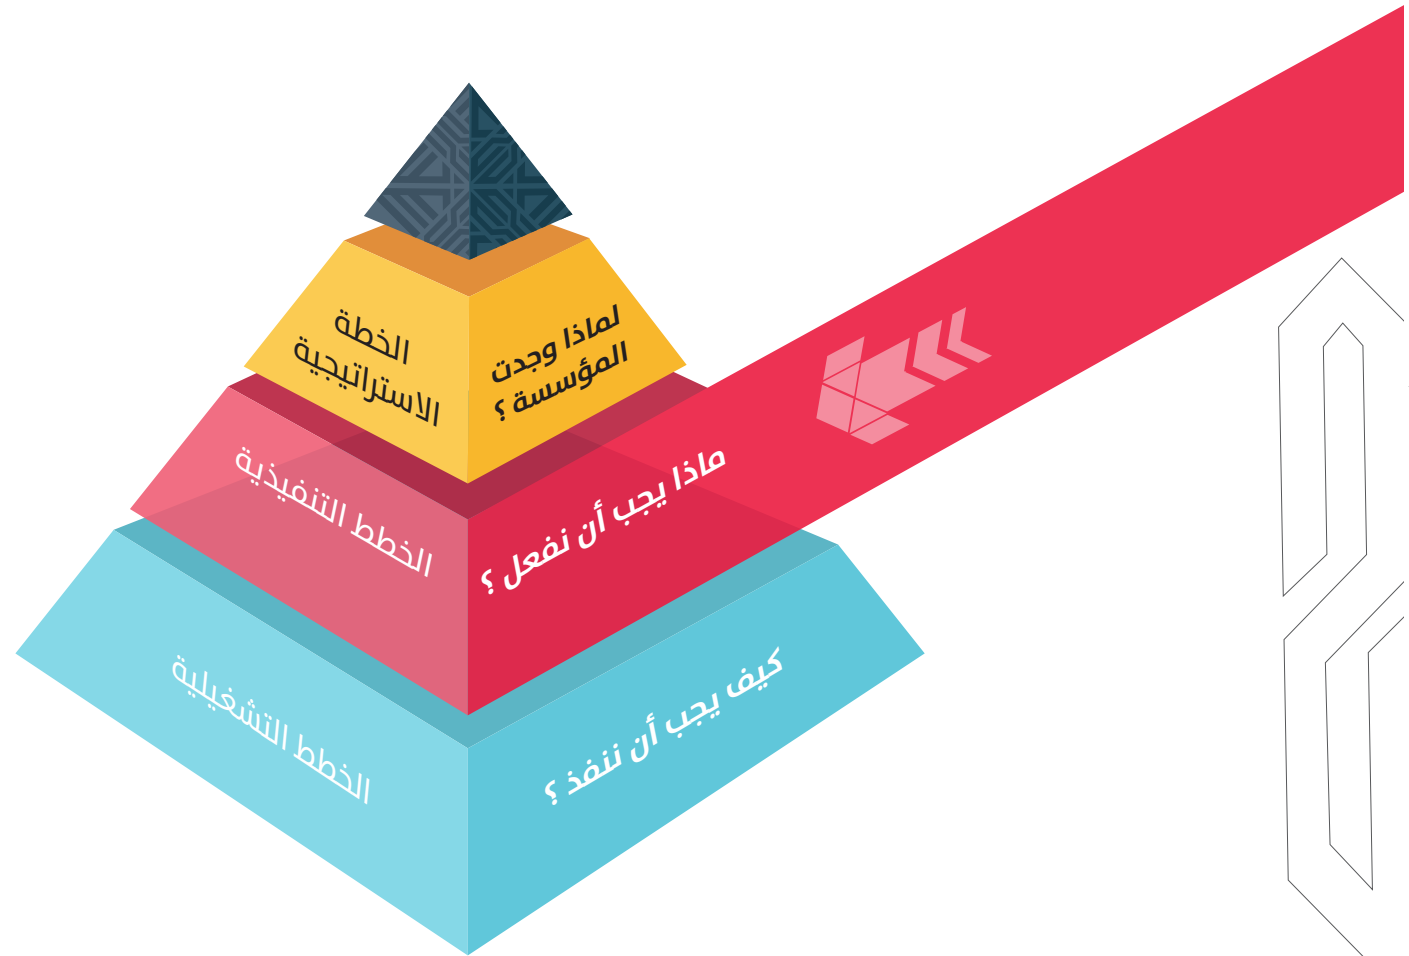 لماذا وجدت
المؤسسة ؟
الخطة
الاستراتيجية
ماذا يجب أن نفعل ؟
الخطط التنفيذية
كيف يجب أن ننفذ ؟
الخطط التشغيلية